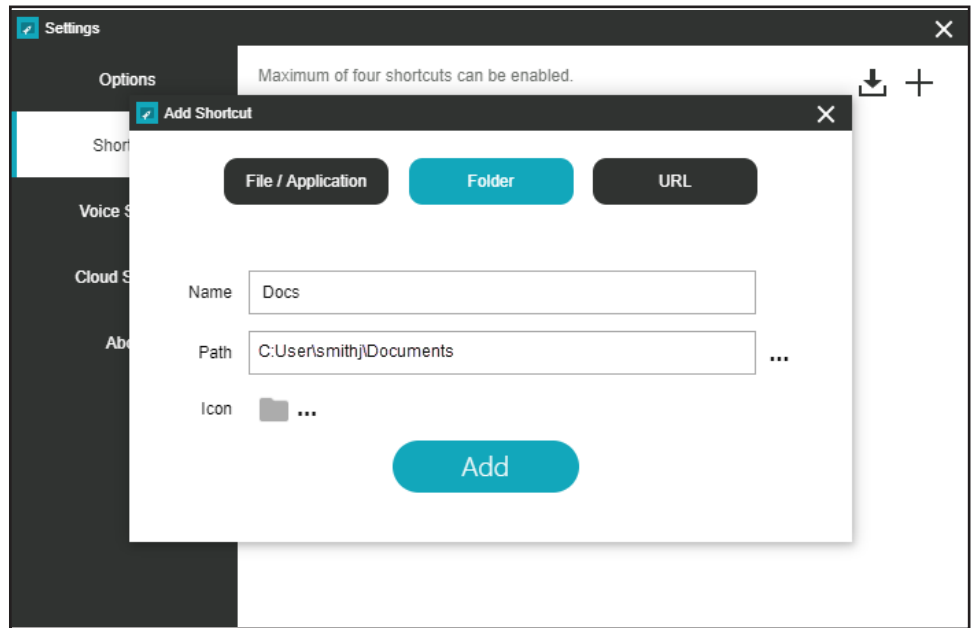 Settings
Options
Maximum of four shortcuts can be enabled.
Add Shortcut
Short
File / Application
Folder
URL
Voice S
Cloud S
Name
Docs
Abo
Path
C:User\smithj\Documents
...
Icon
...
Add